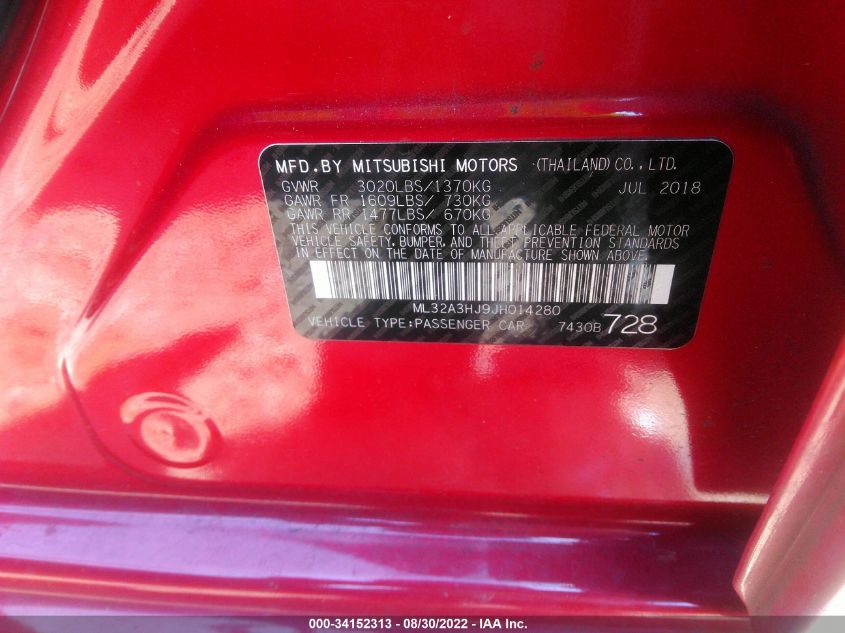 MFD.BY MITSUBISHI MOTORS (THAILAND)CO.,LTD.
GVWR 3020LBS/1370KG JUL 2018
GAWR FR 1609LBS/ 730KG
GAWR RR 1477LBS/ 670KG
THIS VEHICLE CONFORMS TO ALL APPLICABLE FEDERAL MOTOR
VEHICLE SAFETY, BUMPER, AND THEFT PREVENTION STANDARDS
IN EFFECT ON THE DATE OF MANUFACTURE SHOWN ABOVE.
ML32A3HJ9JH014280
VEHICLE TYPE:PASSENGER CAR 7430B 728
000-34152313 - 08/30/2022 - IAA Inc.